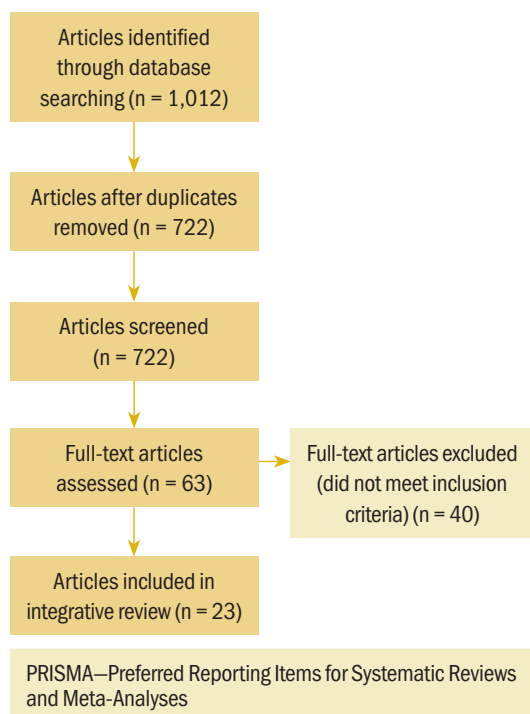 Articles identified
through database
searching (n = 1,012)
Articles after duplicates
removed (n = 722)
Articles screened
(n = 722)
Full-text articles
assessed (n = 63)
Full-text articles excluded
(did not meet inclusion
criteria) (n = 40)
Articles included in
integrative review (n = 23)
PRISMA—Preferred Reporting Items for Systematic Reviews
and Meta-Analyses